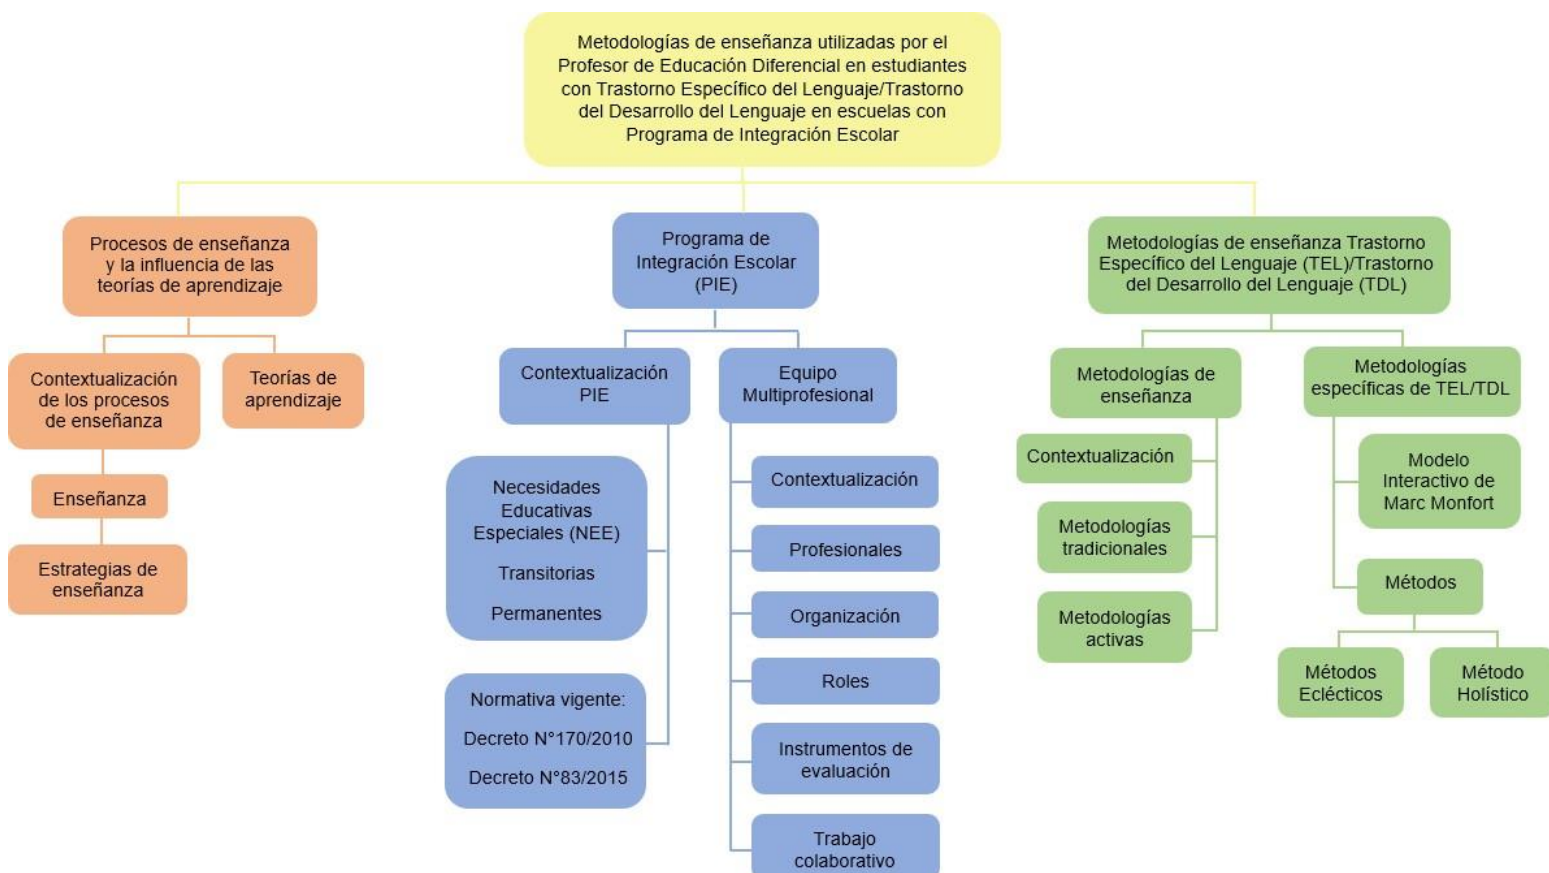 Metodologías de enseñanza utilizadas por el
Profesor de Educación Diferencial en estudiantes
con Trastorno Específico del Lenguaje/Trastorno
del Desarrollo del Lenguaje en escuelas con
Programa de Integración Escolar
Procesos de enseñanza
y la influencia de las
teorías de aprendizaje
Contextualización
de los procesos
de enseñanza
Teorías de
aprendizaje
Enseñanza
Estrategias de
enseñanza
Programa de
Integración Escolar
(PIE)
Contextualización
PIE
Necesidades
Educativas
Especiales (NEE)
Transitorias
Permanentes
Normativa vigente:
Decreto N°170/2010
Decreto N°83/2015
Equipo
Multiprofesional
Contextualización
Profesionales
Organización
Roles
Instrumentos de
evaluación
Trabajo
colaborativo
Metodologías de enseñanza Trastorno
Específico del Lenguaje (TEL)/Trastorno
del Desarrollo del Lenguaje (TDL)
Metodologías de
enseñanza
Contextualización
Metodologías
tradicionales
Metodologías
activas
Metodologías
específicas de TEL/TDL
Modelo
Interactivo de
Marc Monfort
Métodos
Métodos
Eclécticos
Método
Holístico